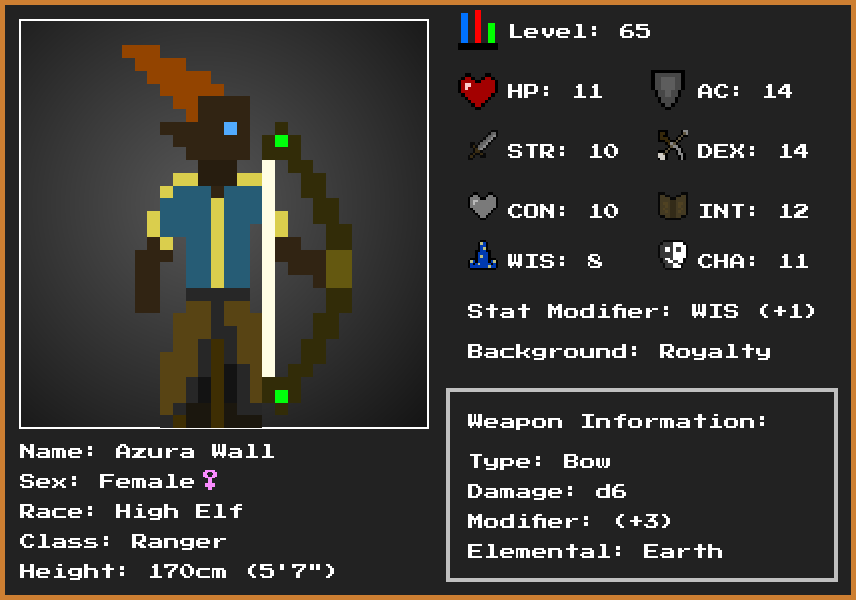 Level: 65
HP: 11
AC: 14
STR: 10
DEX: 14
CON: 10
INT: 12
WIS: 8
CHA: 11
Stat Modifier: WIS (+1)
Background: Royalty
Weapon Information:
Type: Bow
Damage: d6
Modifier: (+3)
Elemental: Earth
Name: Azura Wall
Sex: Female♀
Race: High Elf
Class: Ranger
Height: 170cm (5'7")